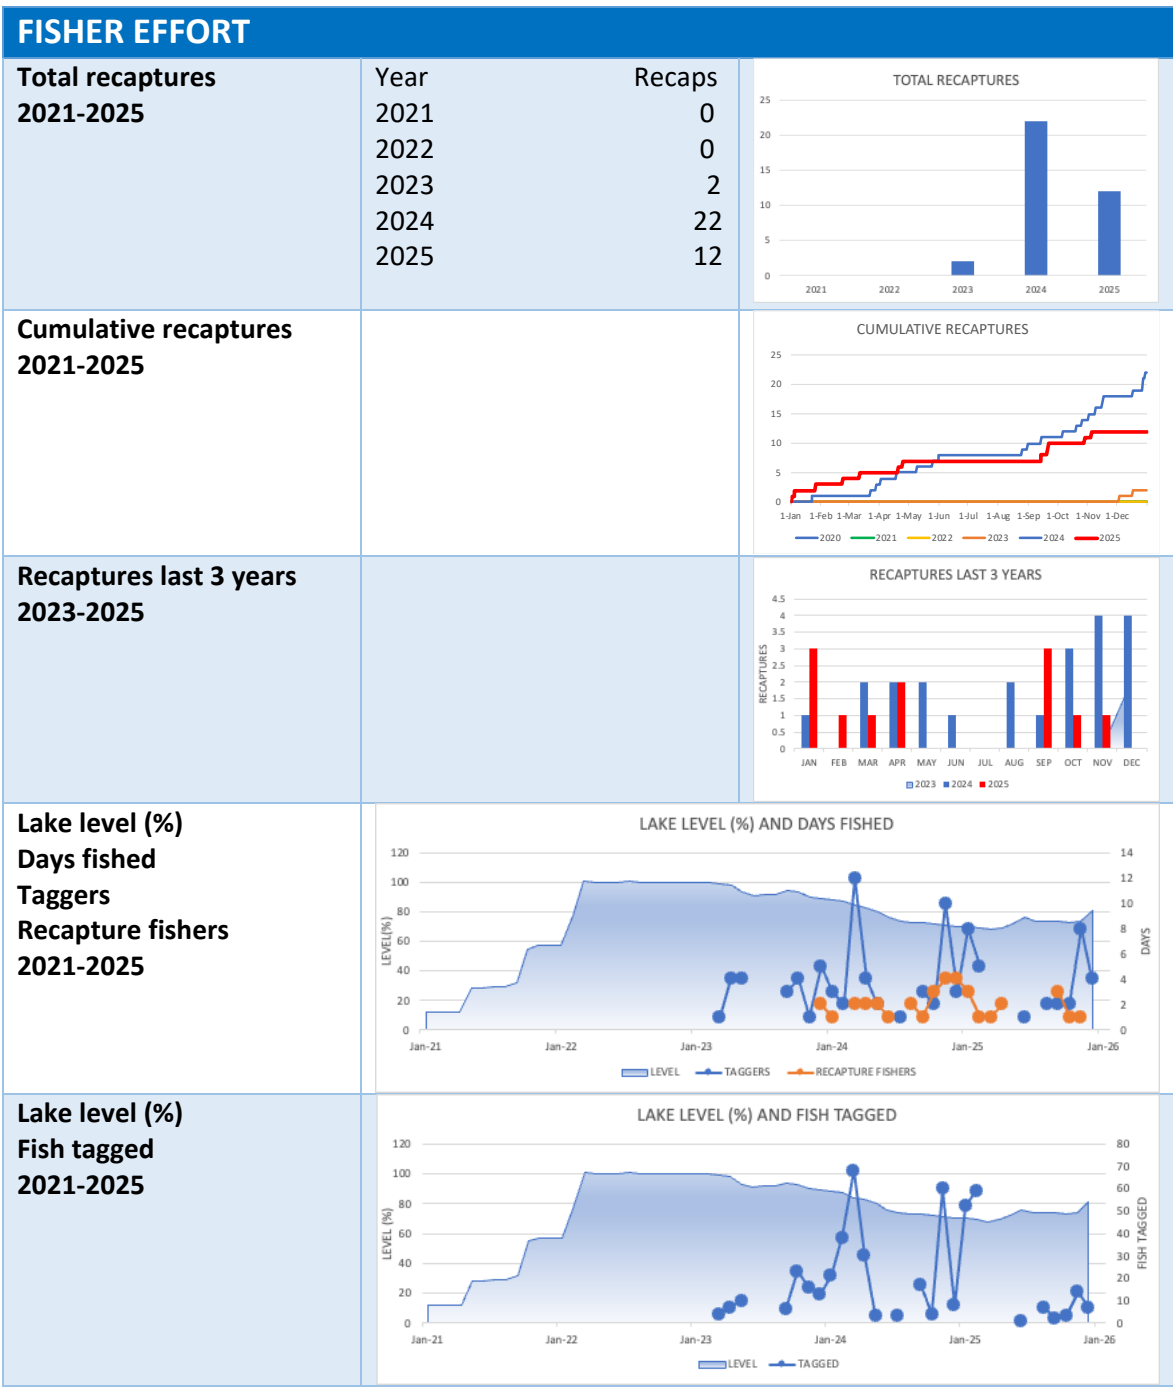 FISHER EFFORT
Total recaptures
2021-2025
Year Recaps
2021 0
2022 0
2023 2
2024 22
2025 12
TOTAL RECAPTURES
25
20
15
10
5
0
2021 2022 2023 2024 2025
Cumulative recaptures
2021-2025
CUMULATIVE RECAPTURES
25
20
15
10
5
0
1-Jan 1-Feb 1-Mar 1-Apr 1-May 1-Jun 1-Jul 1-Aug 1-Sep 1-Oct 1-Nov 1-Dec
2020 2021 2022 2023 2024 2025
Recaptures last 3 years
2023-2025
RECAPTURES LAST 3 YEARS
RECAPTURES
4.5
4
3.5
3
2.5
2
1.5
1
0.5
0
JAN FEB MAR APR MAY JUN JUL AUG SEP OCT NOV DEC
2023 2024 2025
Lake level (%)
Days fished
Taggers
Recapture fishers
2021-2025
LAKE LEVEL (%) AND DAYS FISHED
LEVEL(%)
120
100
80
60
40
20
0
14
12
10
8
6
4
2
0
DAYS
Jan-21 Jan-22 Jan-23 Jan-24 Jan-25 Jan-26
LEVEL TAGGERS RECAPTURE FISHERS
Lake level (%)
Fish tagged
2021-2025
LAKE LEVEL (%) AND FISH TAGGED
LEVEL (%)
120
100
80
60
40
20
0
80
70
60
50
40
30
20
10
0
FISH TAGGED
Jan-21 Jan-22 Jan-23 Jan-24 Jan-25 Jan-26
LEVEL TAGGED